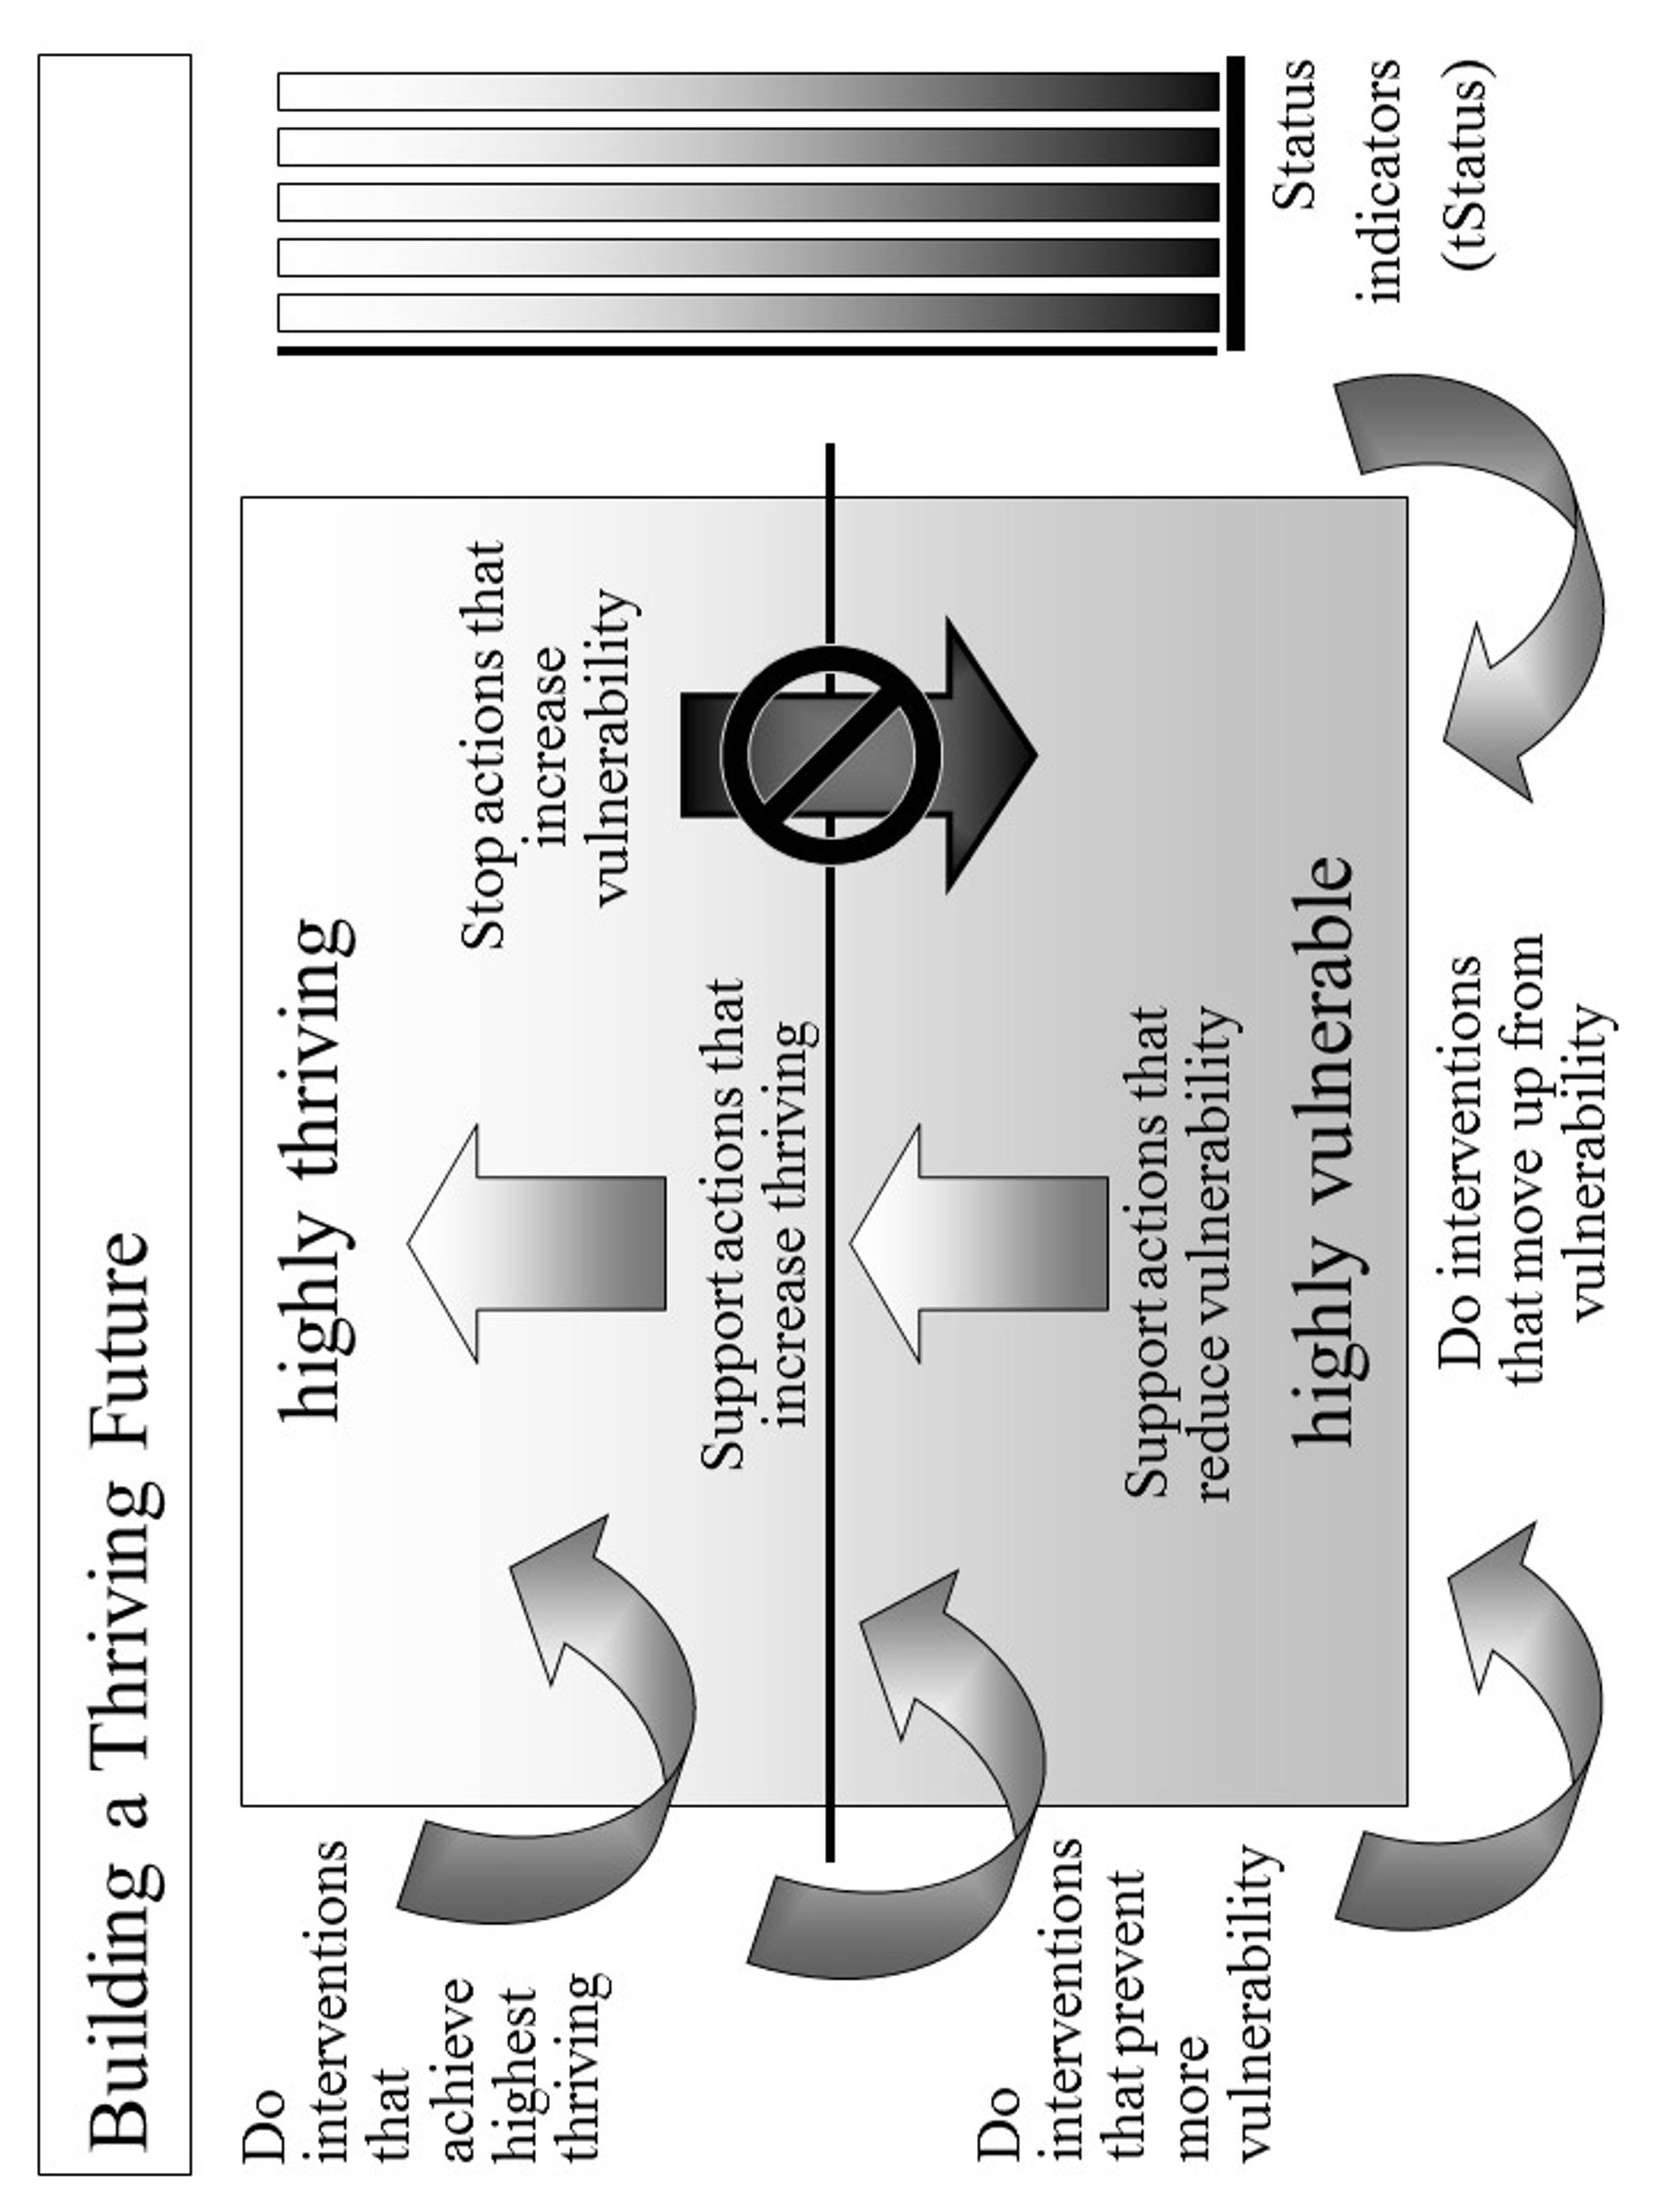 Building a Thriving Future
Do
interventions
that
achieve
highest
thriving
highly thriving
Stop actions that
increase
vulnerability
Support actions that
increase thriving
Do
interventions
that prevent
more
vulnerability
Support actions that
reduce vulnerability
highly vulnerable
Do interventions
that move up from
vulnerability
Status
indicators
(tStatus)